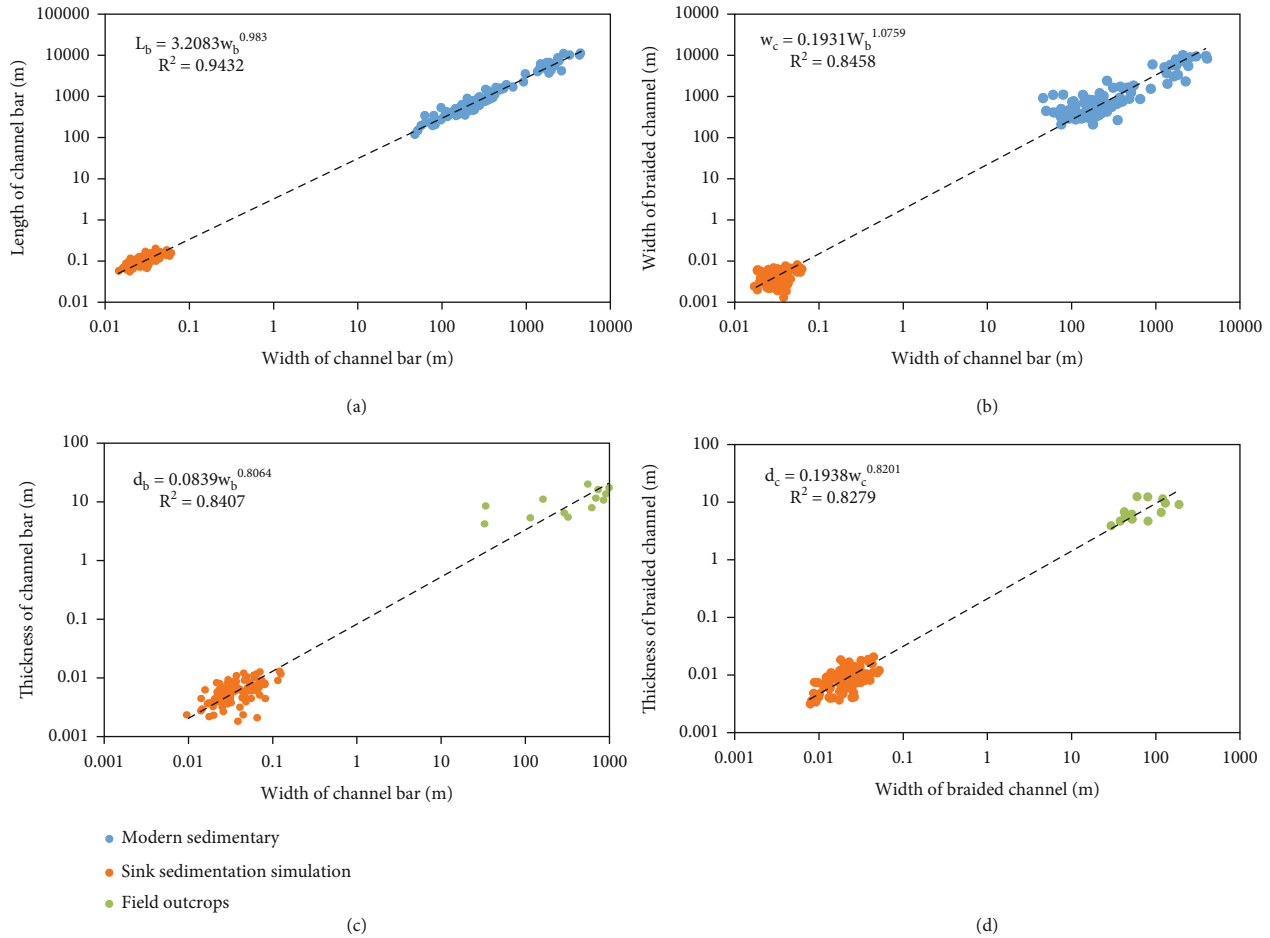 100000
10000
1000
100
10
1
0.1
0.01
Length of channel bar (m)
L_b = 3.2083w_b^0.983
R² = 0.9432
0.01 0.1 1 10 100 1000 10000
Width of channel bar (m)
(a)
10000
10000
1000
100
10
1
0.1
0.01
0.001
Width of braided channel (m)
w_c = 0.1931W_b^1.0759
R² = 0.8458
0.01 0.1 1 10 100 1000 10000
Width of channel bar (m)
(b)
100
10
1
0.1
0.01
0.001
Thickness of channel bar (m)
d_b = 0.0839w_b^0.8064
R² = 0.8407
0.001 0.01 0.1 1 10 100 1000
Width of channel bar (m)
100
10
1
0.1
0.01
0.001
Thickness of braided channel (m)
d_c = 0.1938w_c^0.8201
R² = 0.8279
0.001 0.01 0.1 1 10 100 1000
Width of braided channel (m)
Modern sedimentary
Sink sedimentation simulation
Field outcrops
(c)
(d)